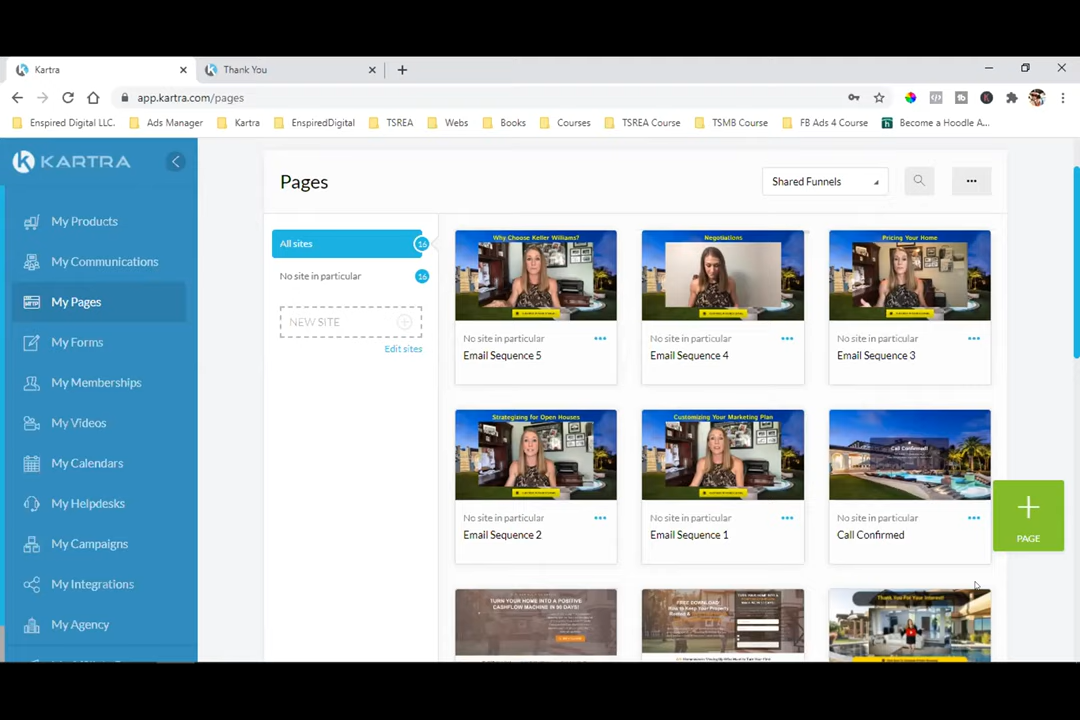 Kartra
Thank You
app.kartra.com/pages
Enspired Digital LLC.
Ads Manager
Kartra
EnspiredDigital
TSREA
Webs
Books
Courses
TSREA Course
TSMB Course
FB Ads 4 Course
Become a Hoodle A...
KARTRA
My Products
My Communications
My Pages
My Forms
My Memberships
My Videos
My Calendars
My Helpdesks
My Campaigns
My Integrations
My Agency
Pages
Shared Funnels
All sites
16
No site in particular
16
NEW SITE
Edit sites
Why Choose Keller Williams?
No site in particular
Email Sequence 5
Negotiations
No site in particular
Email Sequence 4
Pricing Your Home
No site in particular
Email Sequence 3
Strategizing for Open Houses
No site in particular
Email Sequence 2
Customizing Your Marketing Plan
No site in particular
Email Sequence 1
Call Confirmed!
No site in particular
Call Confirmed
PAGE
TURN YOUR HOME INTO A POSITIVE
CASHFLOW MACHINE IN 90 DAYS!
FREE DOWNLOAD
How to Keep Your Property
Thank You For Your Interest!